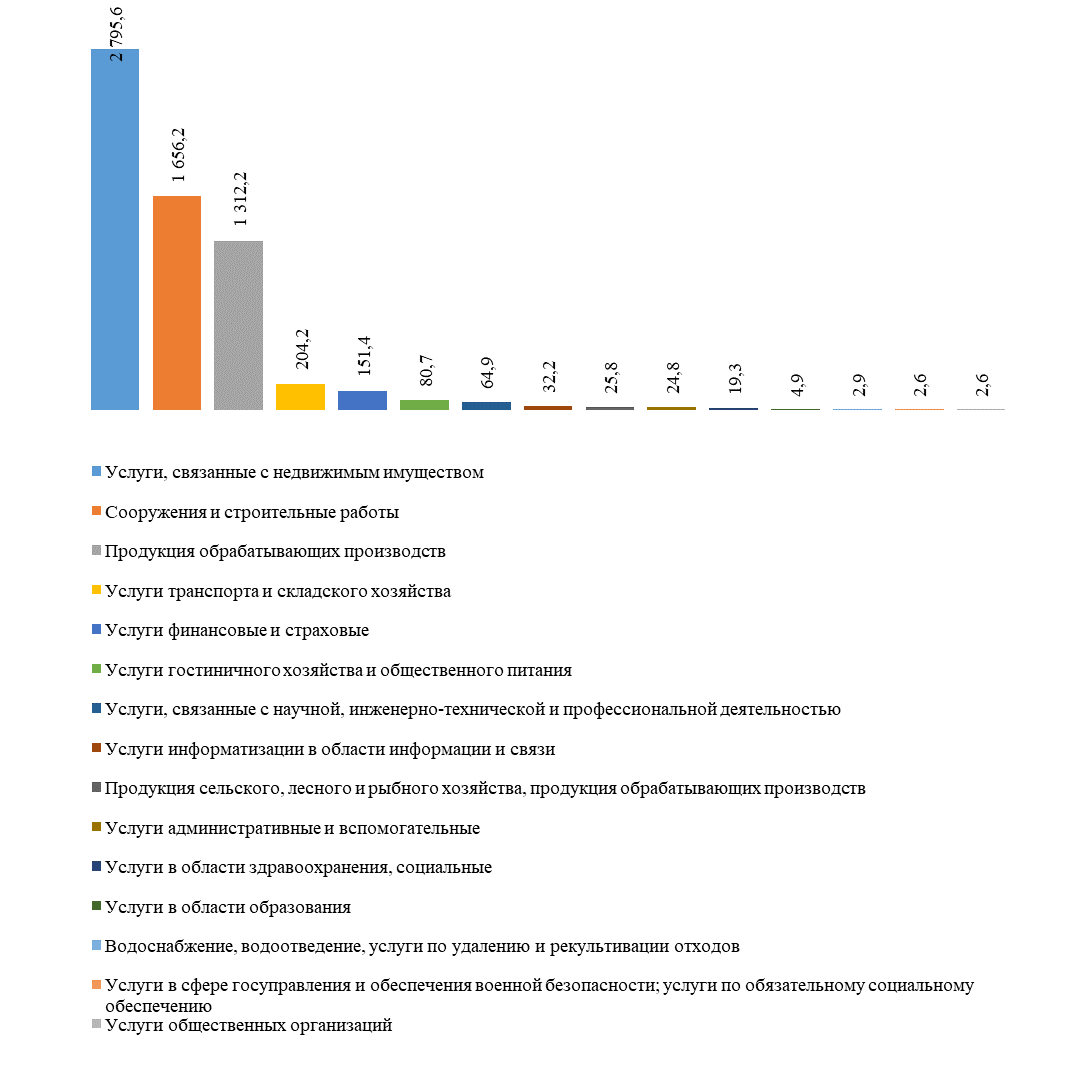 2 795,6
1 656,2
1 312,2
204,2
151,4
80,7
64,9
32,2
25,8
24,8
19,3
4,9
2,9
2,6
2,6
Услуги, связанные с недвижимым имуществом
Сооружения и строительные работы
Продукция обрабатывающих производств
Услуги транспорта и складского хозяйства
Услуги финансовые и страховые
Услуги гостиничного хозяйства и общественного питания
Услуги, связанные с научной, инженерно-технической и профессиональной деятельностью
Услуги информатизации в области информации и связи
Продукция сельского, лесного и рыбного хозяйства, продукция обрабатывающих производств
Услуги административные и вспомогательные
Услуги в области здравоохранения, социальные
Услуги в области образования
Водоснабжение, водоотведение, услуги по удалению и рекультивации отходов
Услуги в сфере госуправления и обеспечения военной безопасности; услуги по обязательному социальному
обеспечению
Услуги общественных организаций